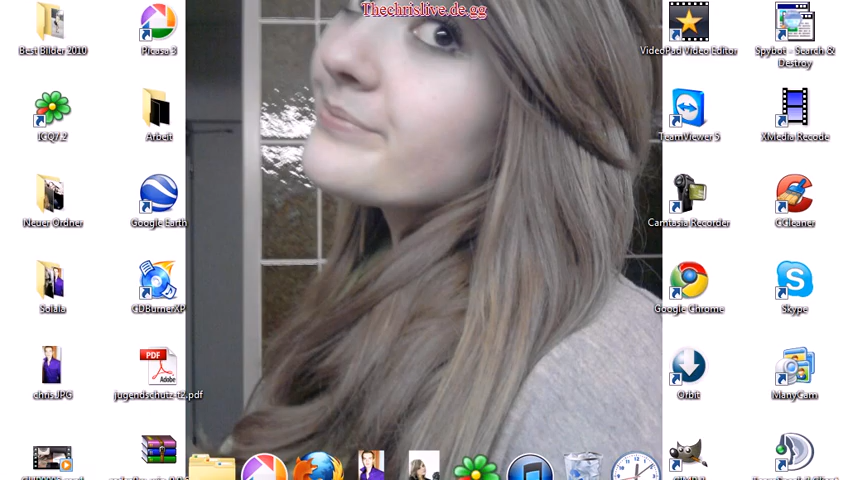 Thechrislive.de.gg
Best Bilder 2010
Picasa 3
VideoPad Video Editor
Spybot - Search &
Destroy
ICQ7.2
Arbeit
TeamViewer 5
XMedia Recode
Neuer Ordner
Google Earth
Camtasia Recorder
CCleaner
CDBurnerXP
Google Chrome
Skype
chris.JPG
PDF
Adobe
jugendschutz-t2.pdf
Orbit
ManyCam